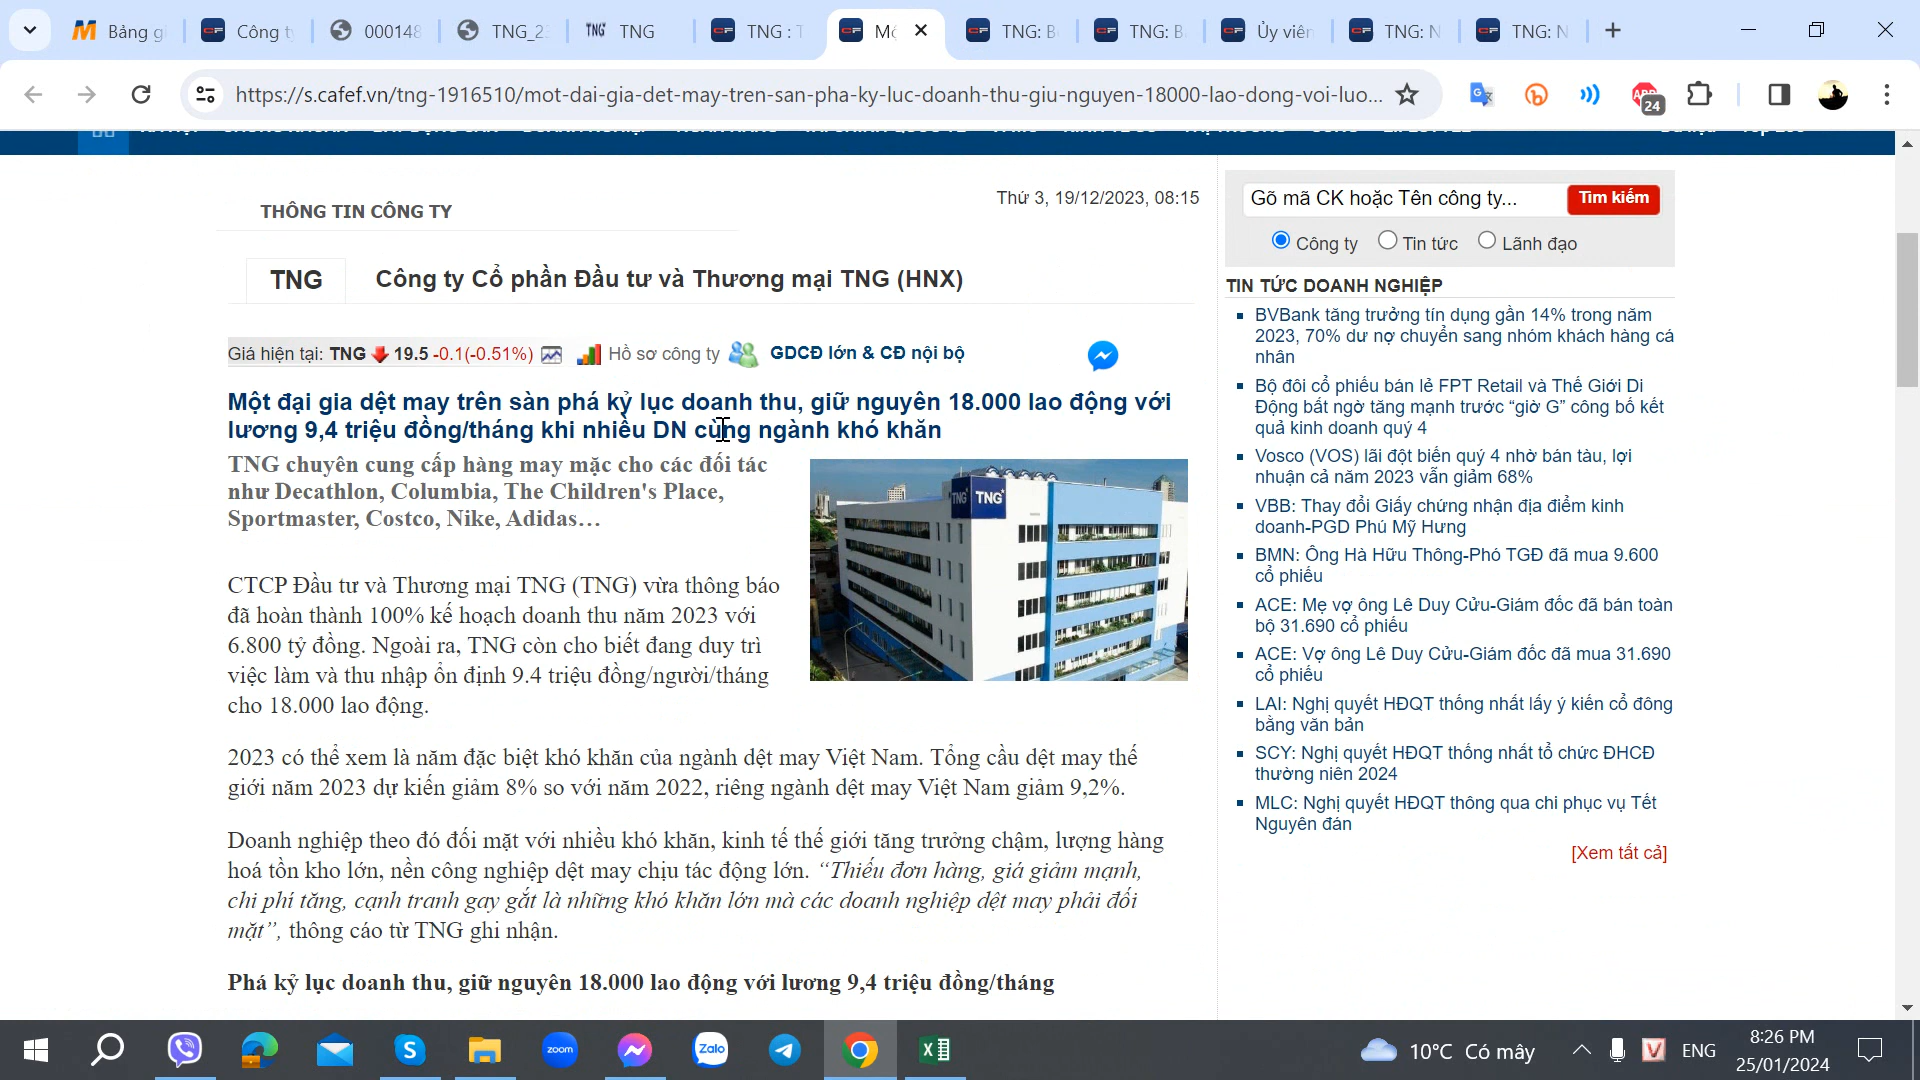 Bảng g
Công t
000148
TNG_23
TNG TNG
TNG : T
Mộ
TNG: B
TNG: B
Ủy viên
TNG: N
TNG: N
https://s.cafef.vn/tng-1916510/mot-dai-gia-det-may-tren-san-pha-ky-luc-doanh-thu-giu-nguyen-18000-lao-dong-voi-luo...
24
THÔNG TIN CÔNG TY
Thứ 3, 19/12/2023, 08:15
TNG
Công ty Cổ phần Đầu tư và Thương mại TNG (HNX)
Giá hiện tại: TNG 19.5 -0.1(-0.51%) Hồ sơ công ty GDCĐ lớn & CĐ nội bộ
Một đại gia dệt may trên sàn phá kỷ lục doanh thu, giữ nguyên 18.000 lao động với
lương 9,4 triệu đồng/tháng khi nhiều DN cùng ngành khó khăn
TNG chuyên cung cấp hàng may mặc cho các đối tác
như Decathlon, Columbia, The Children's Place,
Sportmaster, Costco, Nike, Adidas…
TNG TNG
CTCP Đầu tư và Thương mại TNG (TNG) vừa thông báo
đã hoàn thành 100% kế hoạch doanh thu năm 2023 với
6.800 tỷ đồng. Ngoài ra, TNG còn cho biết đang duy trì
việc làm và thu nhập ổn định 9.4 triệu đồng/người/tháng
cho 18.000 lao động.
2023 có thể xem là năm đặc biệt khó khăn của ngành dệt may Việt Nam. Tổng cầu dệt may thế
giới năm 2023 dự kiến giảm 8% so với năm 2022, riêng ngành dệt may Việt Nam giảm 9,2%.
Doanh nghiệp theo đó đối mặt với nhiều khó khăn, kinh tế thế giới tăng trưởng chậm, lượng hàng
hoá tồn kho lớn, nền công nghiệp dệt may chịu tác động lớn. “Thiếu đơn hàng, giá giảm mạnh,
chi phí tăng, cạnh tranh gay gắt là những khó khăn lớn mà các doanh nghiệp dệt may phải đối
mặt”, thông cáo từ TNG ghi nhận.
Phá kỷ lục doanh thu, giữ nguyên 18.000 lao động với lương 9,4 triệu đồng/tháng
Gõ mã CK hoặc Tên công ty...
Tìm kiếm
Công ty Tin tức Lãnh đạo
TIN TỨC DOANH NGHIỆP
BVBank tăng trưởng tín dụng gần 14% trong năm
2023, 70% dư nợ chuyển sang nhóm khách hàng cá
nhân
Bộ đôi cổ phiếu bán lẻ FPT Retail và Thế Giới Di
Động bất ngờ tăng mạnh trước “giờ G” công bố kết
quả kinh doanh quý 4
Vosco (VOS) lãi đột biến quý 4 nhờ bán tàu, lợi
nhuận cả năm 2023 vẫn giảm 68%
VBB: Thay đổi Giấy chứng nhận địa điểm kinh
doanh-PGD Phú Mỹ Hưng
BMN: Ông Hà Hữu Thông-Phó TGĐ đã mua 9.600
cổ phiếu
ACE: Mẹ vợ ông Lê Duy Cửu-Giám đốc đã bán toàn
bộ 31.690 cổ phiếu
ACE: Vợ ông Lê Duy Cửu-Giám đốc đã mua 31.690
cổ phiếu
LAI: Nghị quyết HĐQT thống nhất lấy ý kiến cổ đông
bằng văn bản
SCY: Nghị quyết HĐQT thống nhất tổ chức ĐHCĐ
thường niên 2024
MLC: Nghị quyết HĐQT thông qua chi phục vụ Tết
Nguyên đán
[Xem tất cả]
zoom
Zalo
10°C Có mây
ENG
8:26 PM
25/01/2024